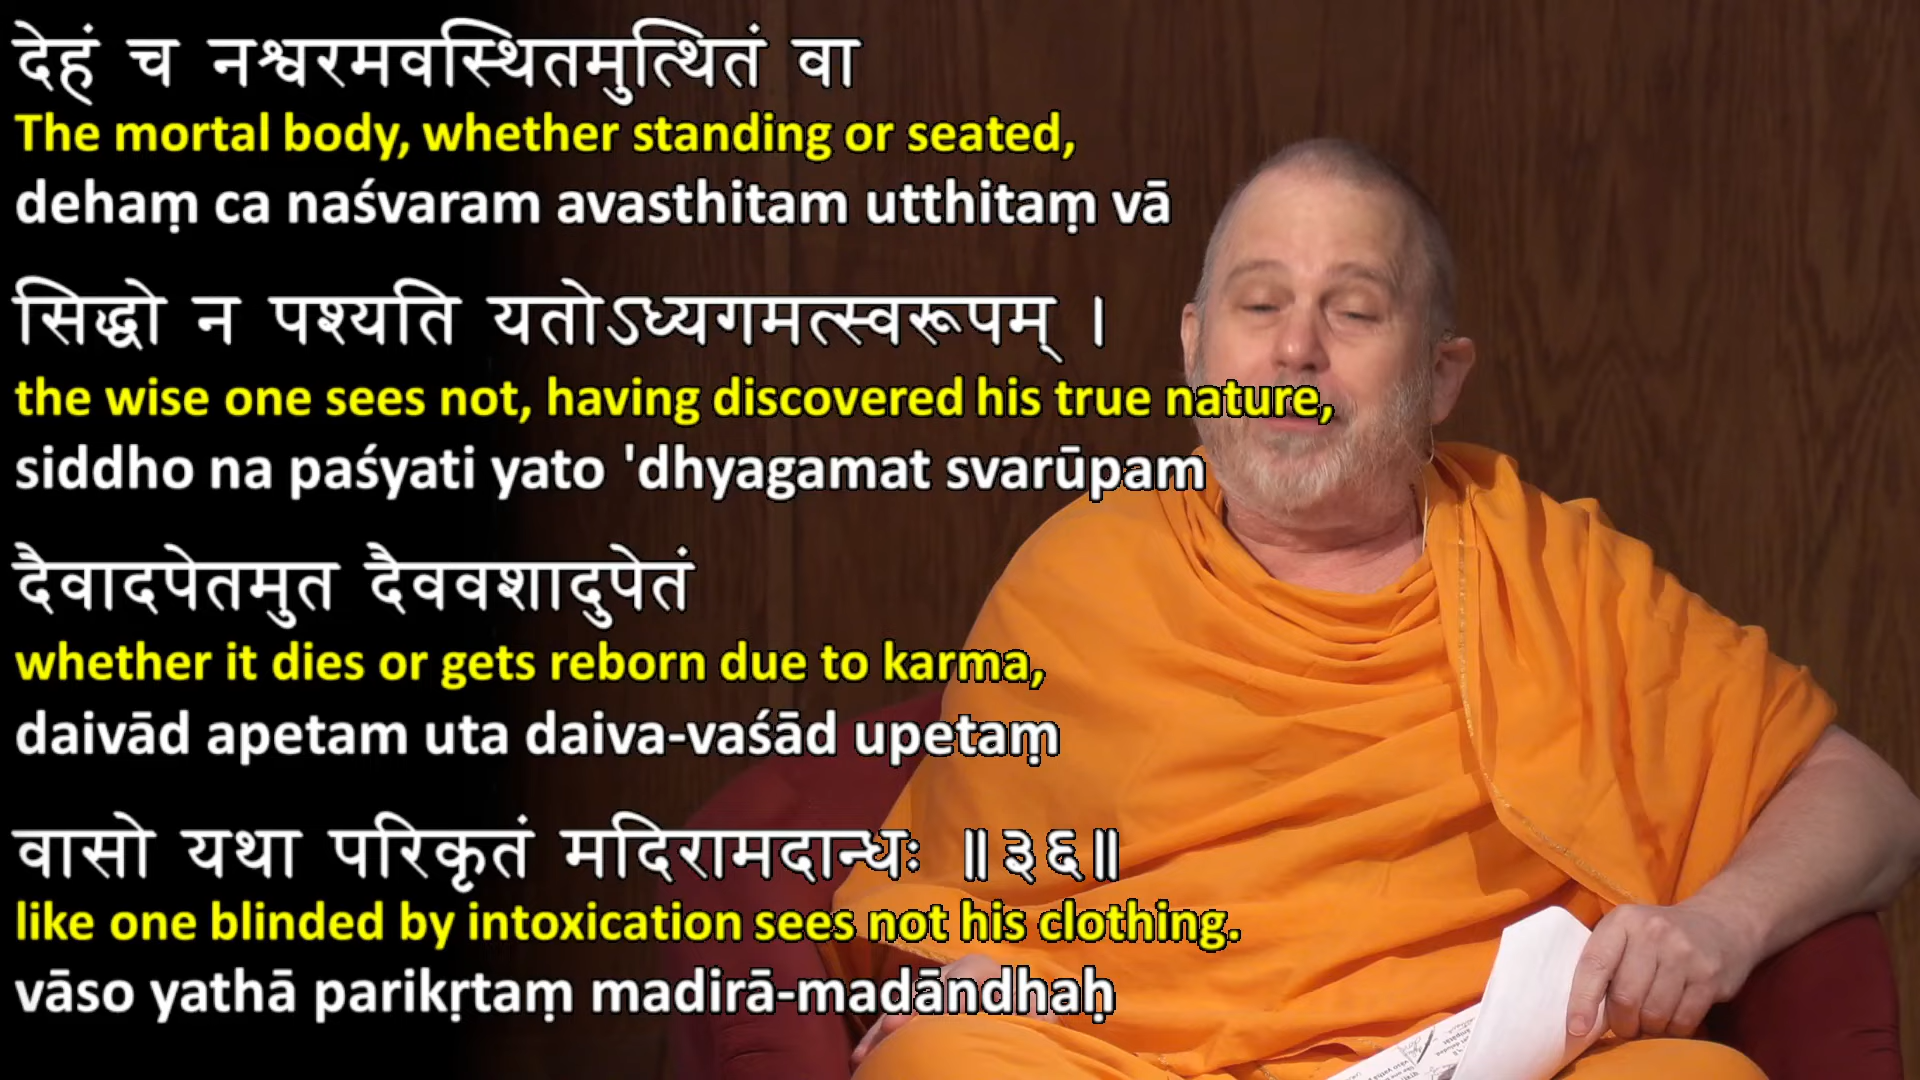 देहं च नश्वरमवस्थितमुत्थितं वा
The mortal body, whether standing or seated,
dehaṃ ca naśvaram avasthitam utthitaṃ vā
सिद्धो न पश्यति यतोऽध्यगमत्स्वरूपम् ।
the wise one sees not, having discovered his true nature,
siddho na paśyati yato 'dhyagamat svarūpam
दैवादपेतमुत दैववशादुपेतं
whether it dies or gets reborn due to karma,
daivād apetam uta daiva-vaśād upetaṃ
वासो यथा परिकृतं मदिरामदान्धः ॥३६॥
like one blinded by intoxication sees not his clothing.
vāso yathā parikṛtaṃ madirā-madāndhaḥ